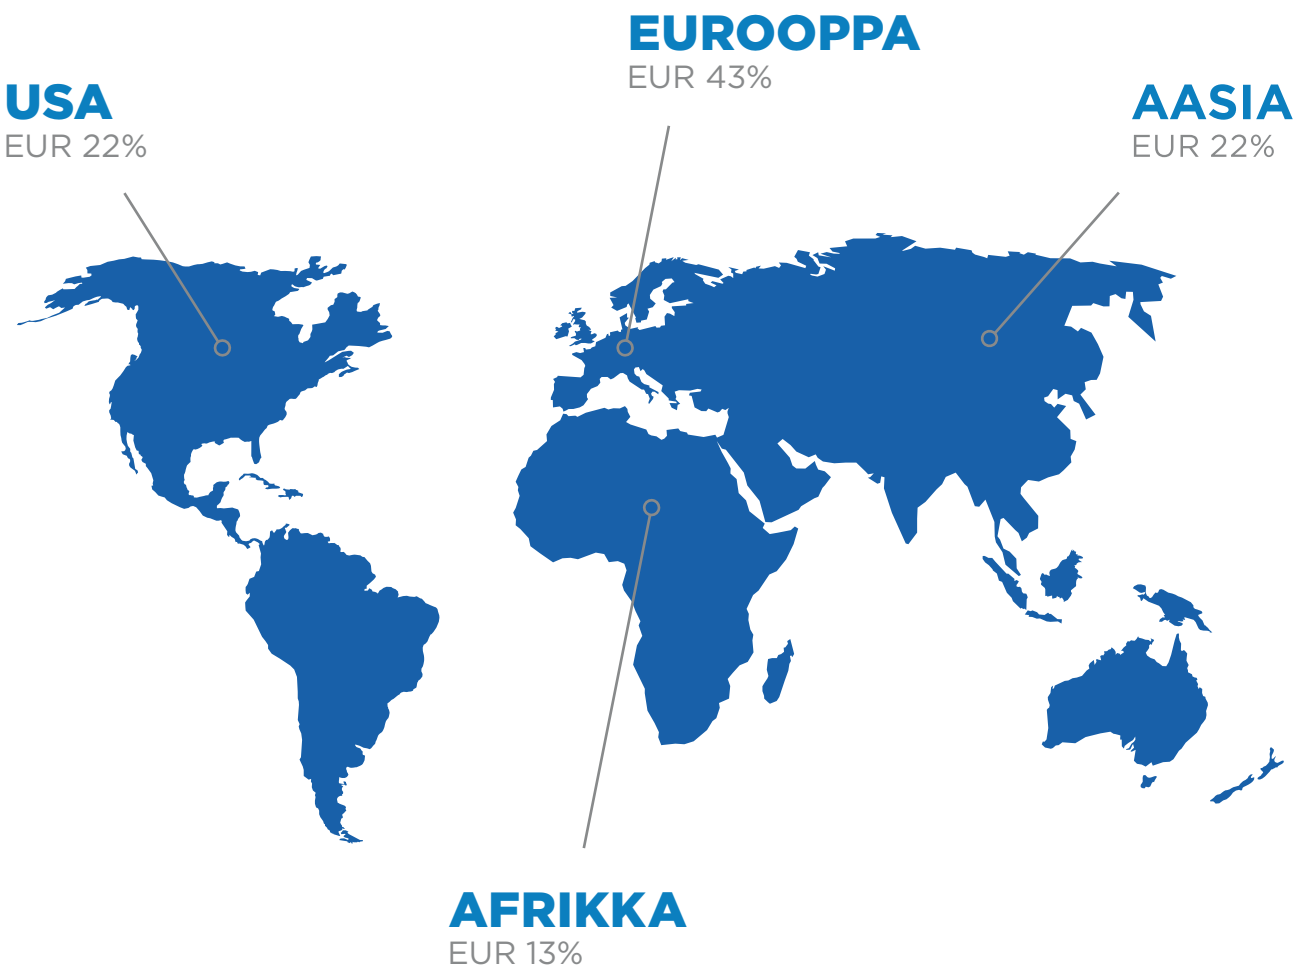 EUROOPPA
EUR 43%
USA
EUR 22%
AASIA
EUR 22%
AFRIKKA
EUR 13%